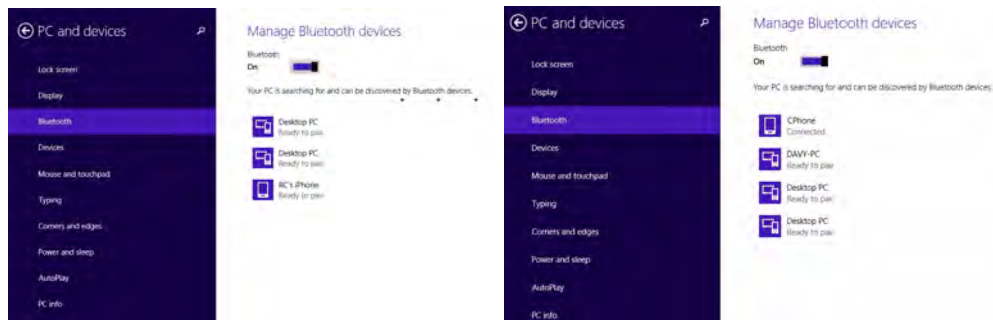 PC and devices
Lock screen
Display
Bluetooth
Devices
Mouse and touchpad
Typing
Corners and edges
Power and sleep
AutoPlay
PC info
Manage Bluetooth devices
Bluetooth
On
Your PC is searching for and can be discovered by Bluetooth devices.
Desktop PC
Ready to pair
Desktop PC
Ready to pair
RC's iPhone
Ready to pair
PC and devices
Lock screen
Display
Bluetooth
Devices
Mouse and touchpad
Typing
Corners and edges
Power and sleep
AutoPlay
PC info
Manage Bluetooth devices
Bluetooth
On
Your PC is searching for and can be discovered by Bluetooth devices
CPhone
Connected
DAVY-PC
Ready to pair
Desktop PC
Ready to pair
Desktop PC
Ready to pair